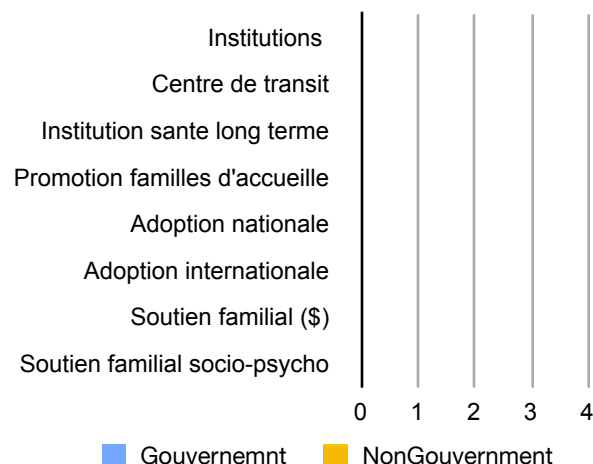 Institutions
Centre de transit
Institution sante long terme
Promotion familles d'accueille
Adoption nationale
Adoption internationale
Soutien familial ($)
Soutien familial socio-psycho
0 1 2 3 4
Gouvernemnt NonGouvernment